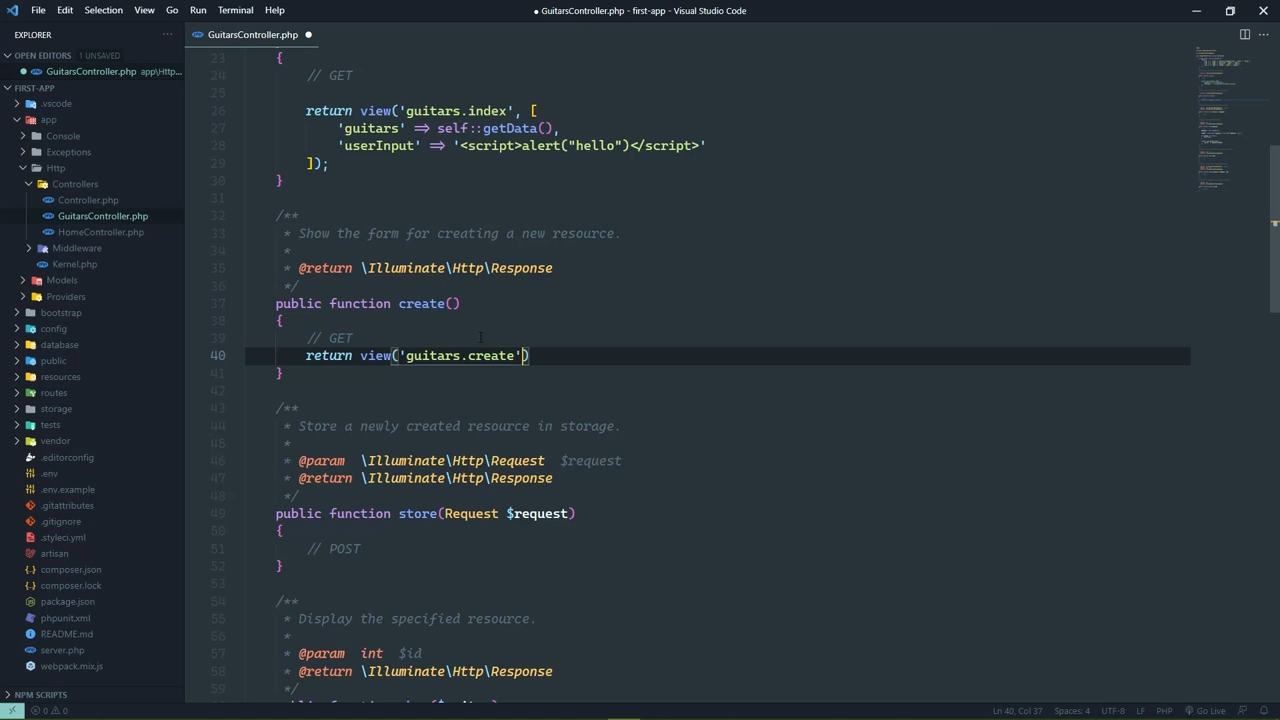 File Edit Selection View Go Run Terminal Help
● GuitarsController.php - first-app - Visual Studio Code
EXPLORER
OPEN EDITORS 1 UNSAVED
GuitarsController.php app\Http...
FIRST-APP
.vscode
app
Console
Exceptions
Http
Controllers
Controller.php
GuitarsController.php
HomeController.php
Middleware
Kernel.php
Models
Providers
bootstrap
config
database
public
resources
routes
storage
tests
vendor
.editorconfig
.env
.env.example
.gitattributes
.gitignore
.styleci.yml
artisan
composer.json
composer.lock
package.json
phpunit.xml
README.md
server.php
webpack.mix.js
NPM SCRIPTS
GuitarsController.php ●
23 {
24 // GET
25
26 return view('guitars.index', [
27 'guitars' => self::getData(),
28 'userInput' => '<script>alert("hello")</script>'
29 ]);
30 }
31
32 /**
33 * Show the form for creating a new resource.
34 *
35 * @return \Illuminate\Http\Response
36 */
37 public function create()
38 {
39 // GET
40 return view('guitars.create')
41 }
42
43 /**
44 * Store a newly created resource in storage.
45 *
46 * @param \Illuminate\Http\Request $request
47 * @return \Illuminate\Http\Response
48 */
49 public function store(Request $request)
50 {
51 // POST
52 }
53
54 /**
55 * Display the specified resource.
56 *
57 * @param int $id
58 * @return \Illuminate\Http\Response
59 */
0 0 Ln 40, Col 37 Spaces: 4 UTF-8 LF PHP Go Live